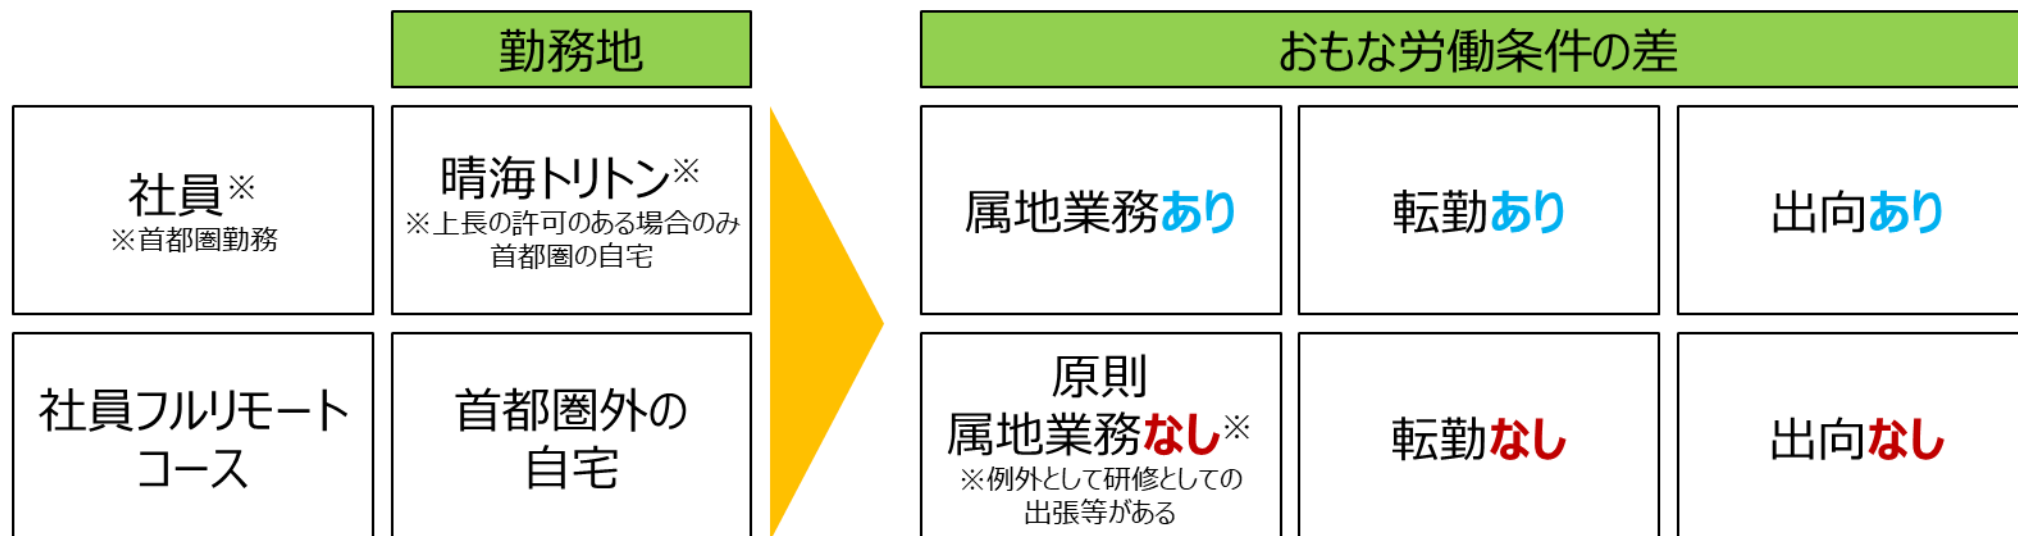 勤務地
おもな労働条件の差
社員※
※首都圏勤務
晴海トリトン※
※上長の許可のある場合のみ
首都圏の自宅
属地業務あり
転勤あり
出向あり
社員フルリモート
コース
首都圏外の
自宅
原則
属地業務なし※
※例外として研修としての
出張等がある
転勤なし
出向なし